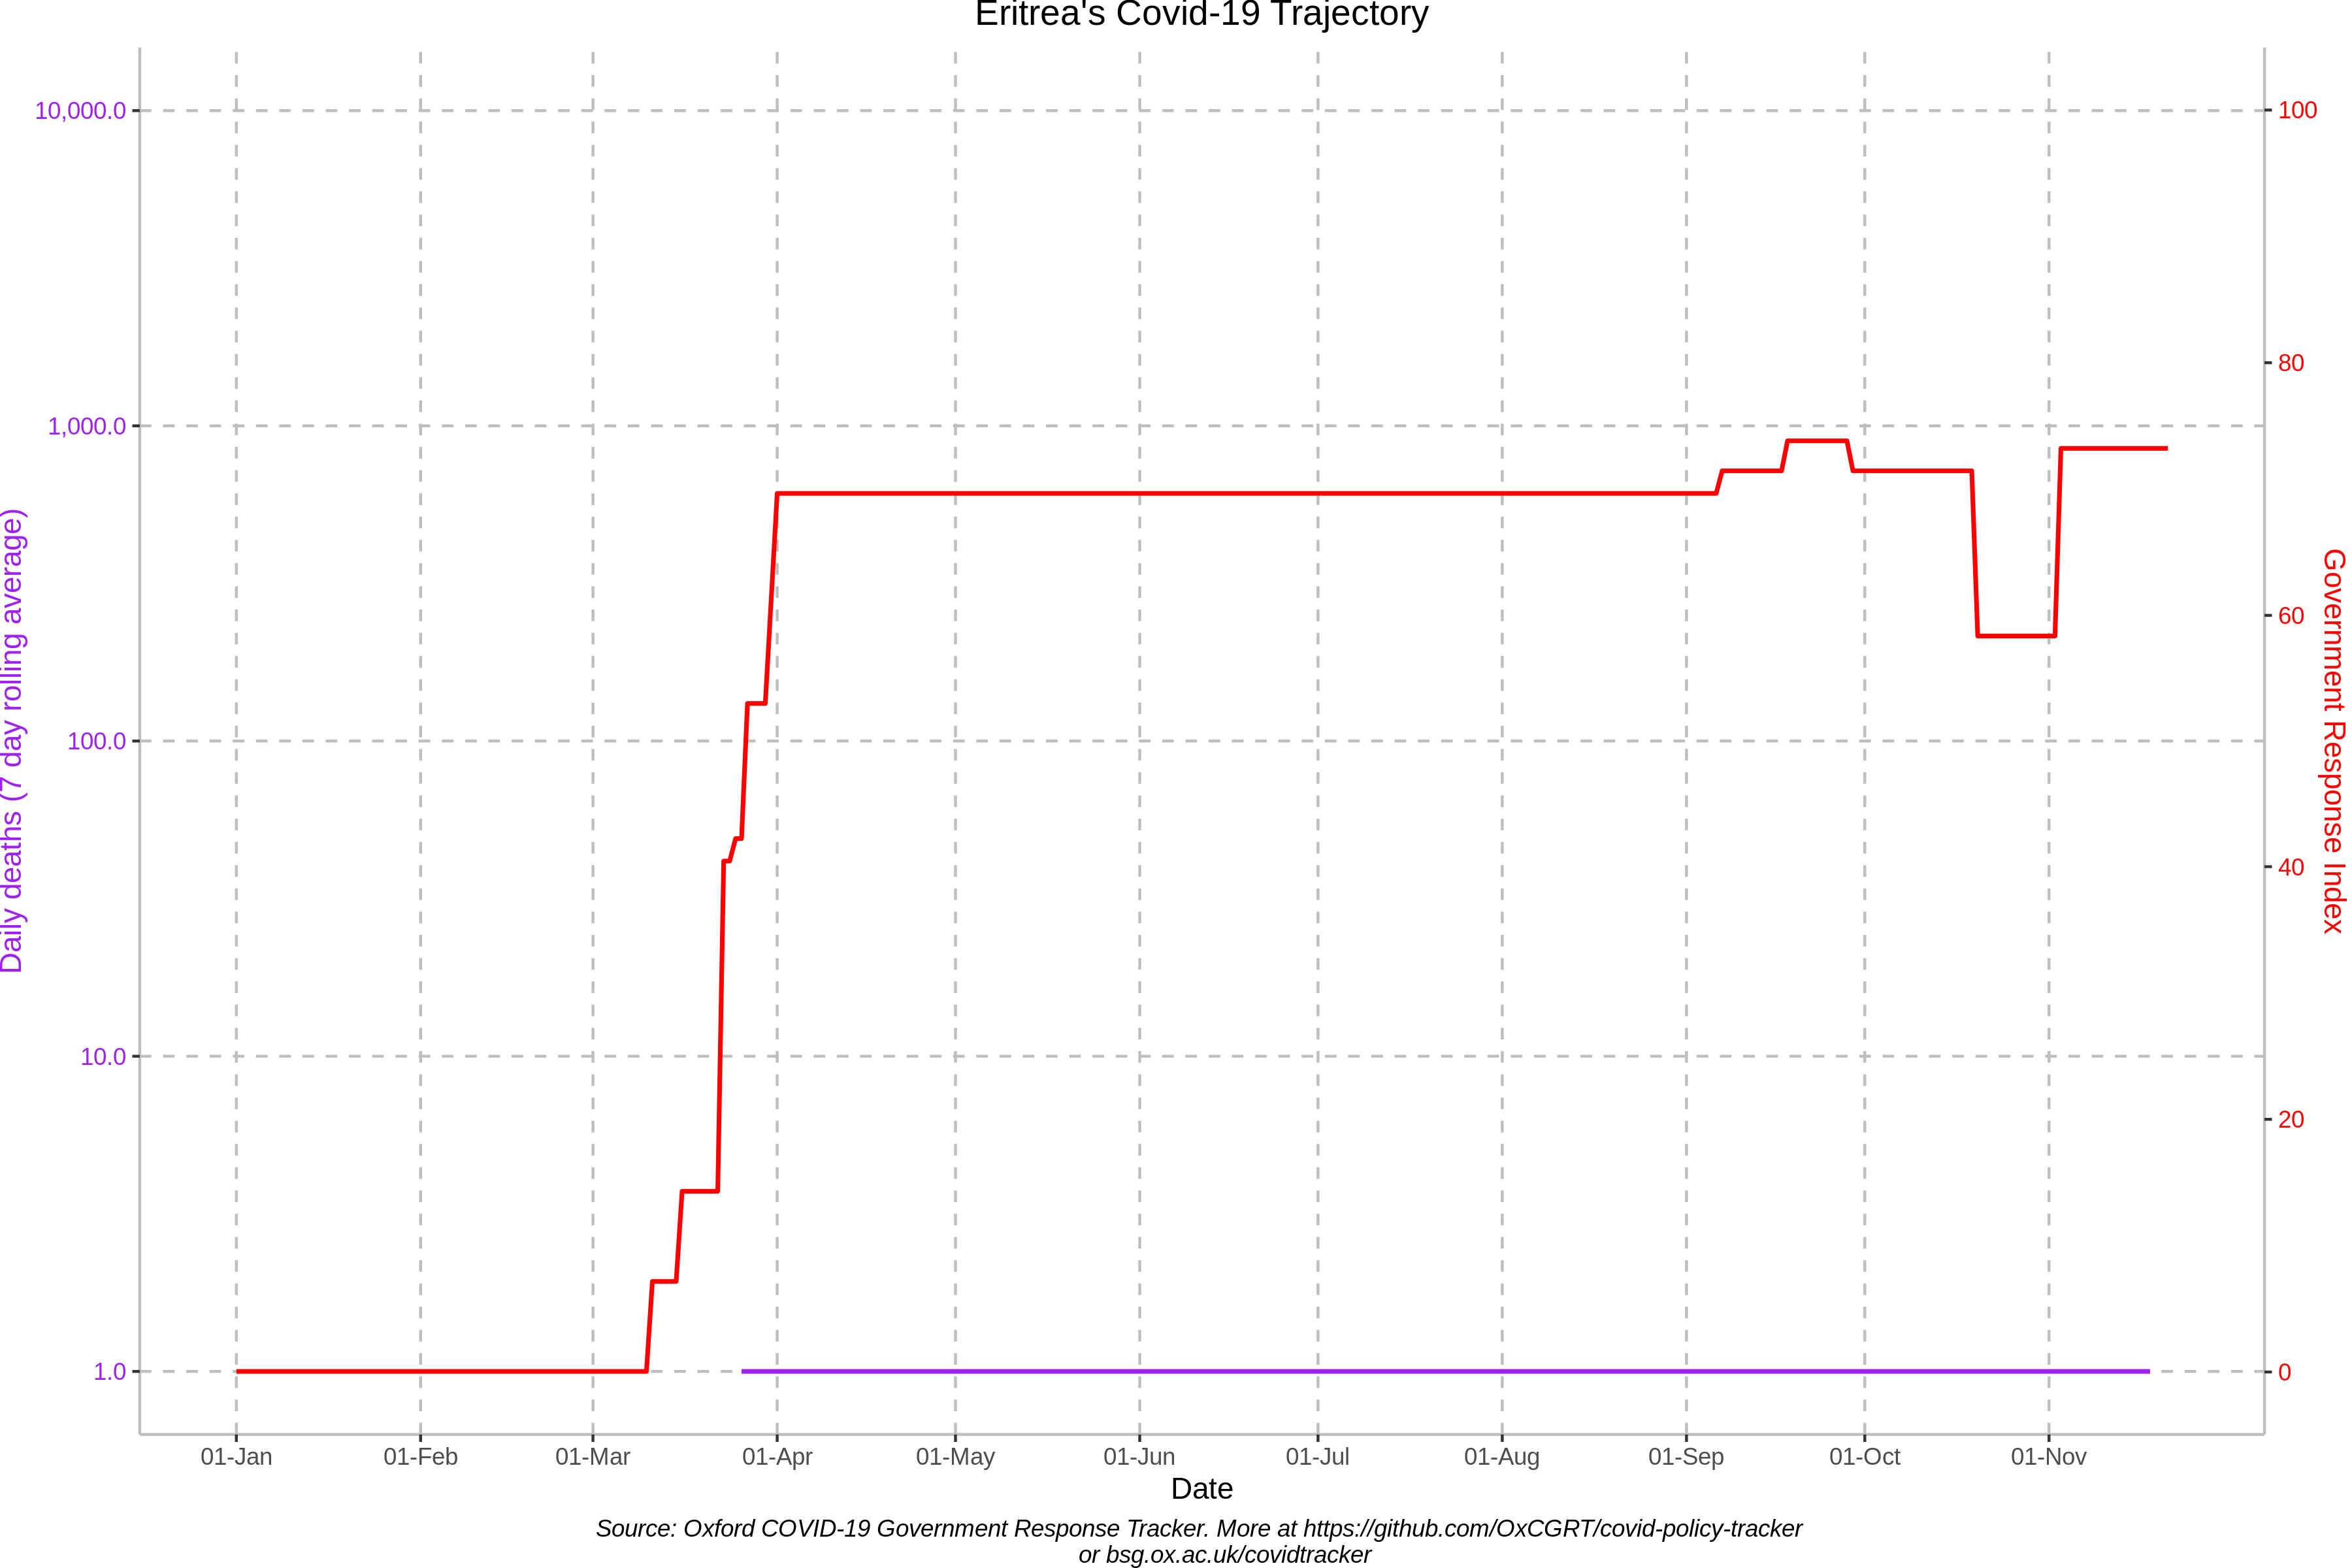 Eritrea's Covid-19 Trajectory
Daily deaths (7 day rolling average)
10,000.0
1,000.0
100.0
10.0
1.0
100
80
60
40
20
0
Government Response Index
01-Jan 01-Feb 01-Mar 01-Apr 01-May 01-Jun 01-Jul 01-Aug 01-Sep 01-Oct 01-Nov
Date
Source: Oxford COVID-19 Government Response Tracker. More at https://github.com/OxCGRT/covid-policy-tracker
or bsg.ox.ac.uk/covidtracker